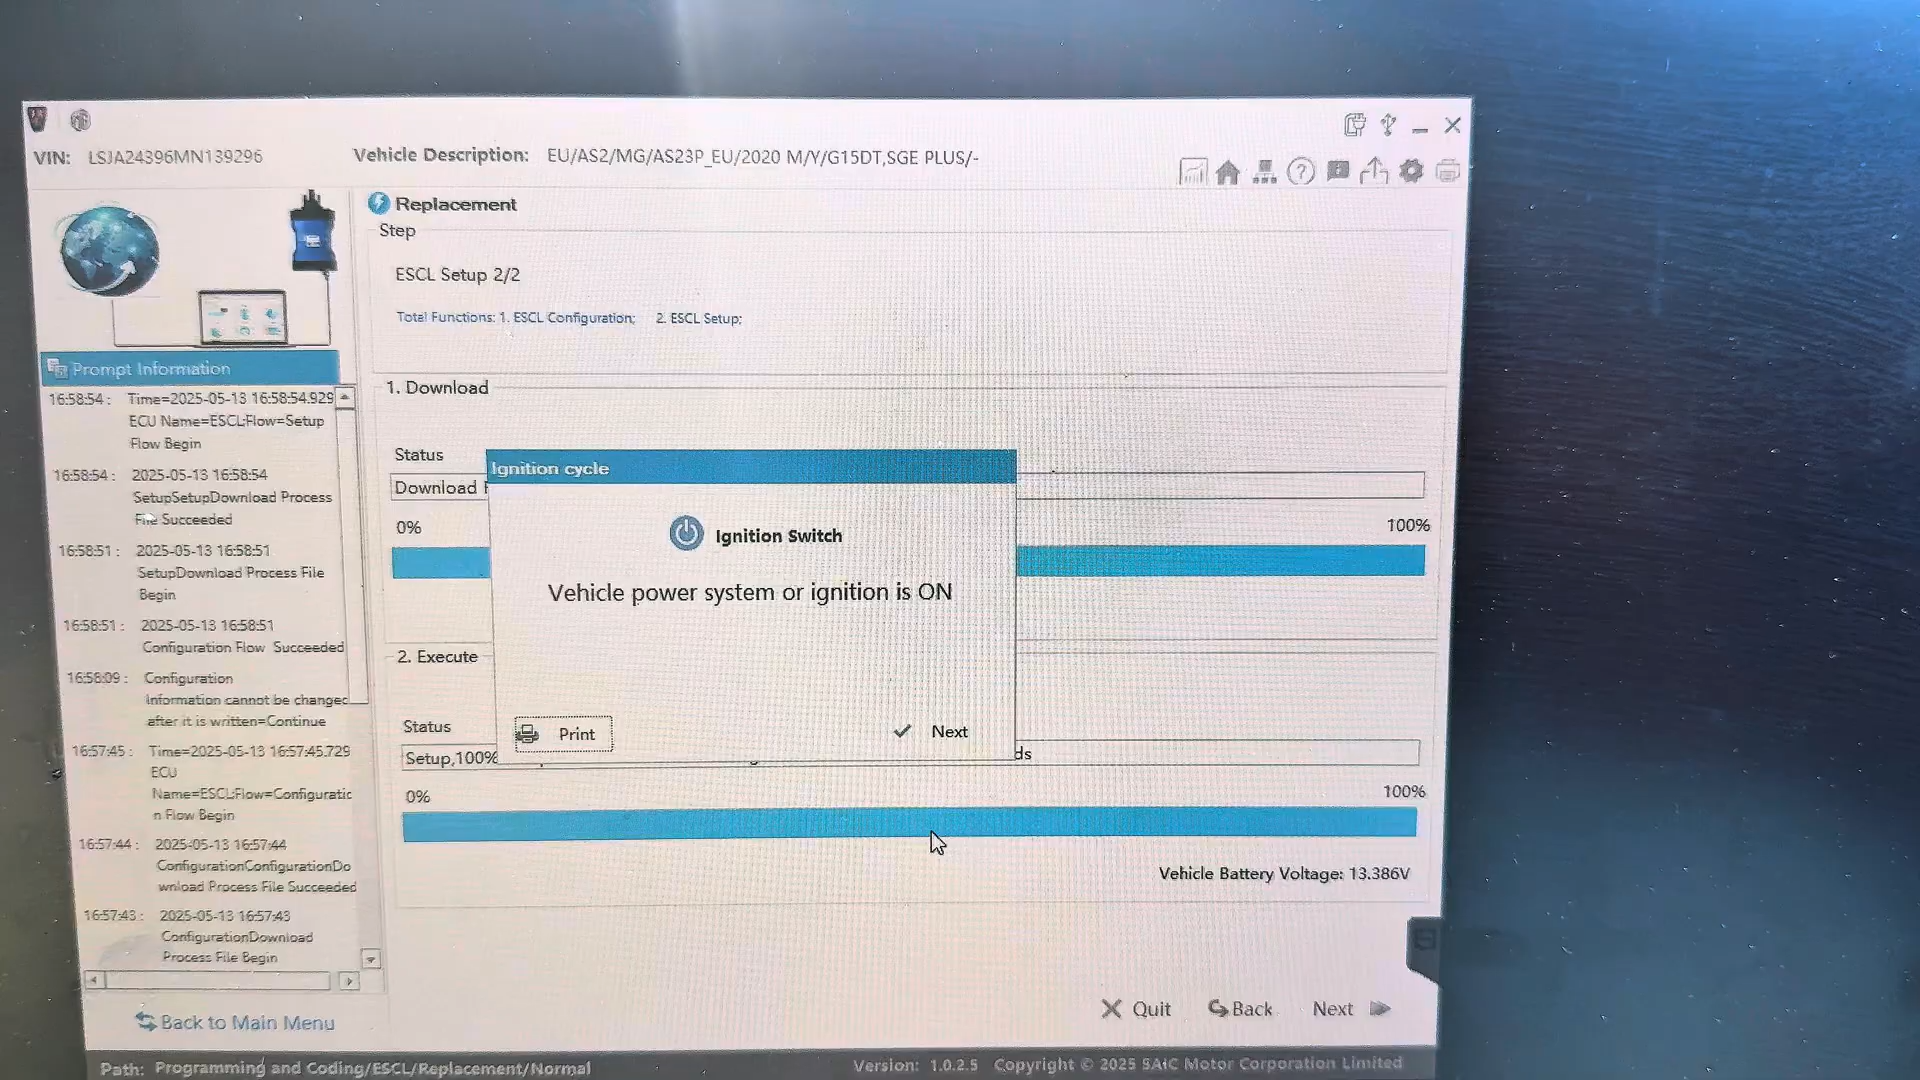 VIN: LSJA24396MN139296
Vehicle Description: EU/AS2/MG/AS23P_EU/2020 M/Y/G15DT,SGE PLUS/-
Replacement
Step
ESCL Setup 2/2
Total Functions: 1. ESCL Configuration; 2. ESCL Setup;
Prompt Information
16:58:54 : Time=2025-05-13 16:58:54.929
ECU Name=ESCL;Flow=Setup
Flow Begin
16:58:54 : 2025-05-13 16:58:54
SetupSetupDownload Process
File Succeeded
16:58:51 : 2025-05-13 16:58:51
SetupDownload Process File
Begin
16:58:51 : 2025-05-13 16:58:51
Configuration Flow Succeeded
16:58:09 : Configuration
information cannot be changed
after it is written=Continue
16:57:45 : Time=2025-05-13 16:57:45.729
ECU
Name=ESCL;Flow=Configuratio
n Flow Begin
16:57:44 : 2025-05-13 16:57:44
ConfigurationConfigurationDo
wnload Process File Succeeded
16:57:43 : 2025-05-13 16:57:43
ConfigurationDownload
Process File Begin
Back to Main Menu
1. Download
Status
Download
0%
100%
Ignition cycle
Ignition Switch
Vehicle power system or ignition is ON
Print
Next
2. Execute
Status
Setup,100%
ds
0%
100%
Vehicle Battery Voltage: 13.386V
Quit
Back
Next
Path: Programming and Coding/ESCL/Replacement/Normal
Version: 1.0.2.5 Copyright © 2025 SAIC Motor Corporation Limited